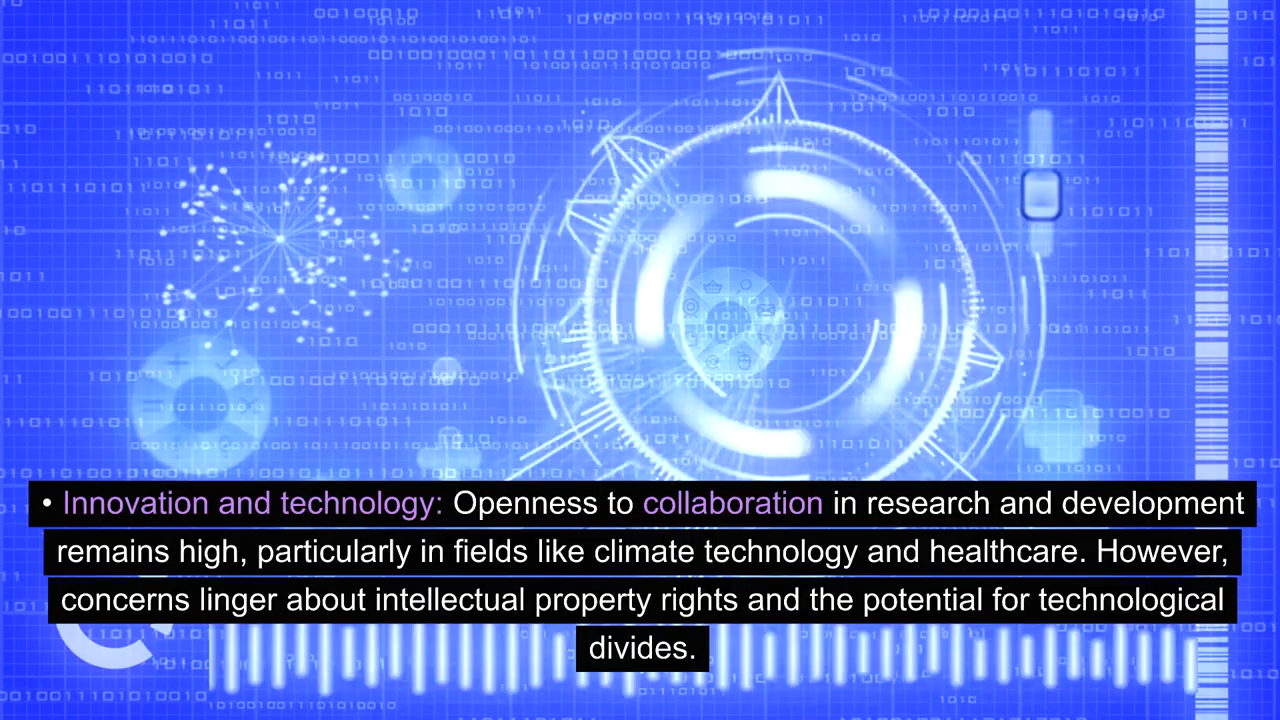 • Innovation and technology: Openness to collaboration in research and development
remains high, particularly in fields like climate technology and healthcare. However,
concerns linger about intellectual property rights and the potential for technological
divides.